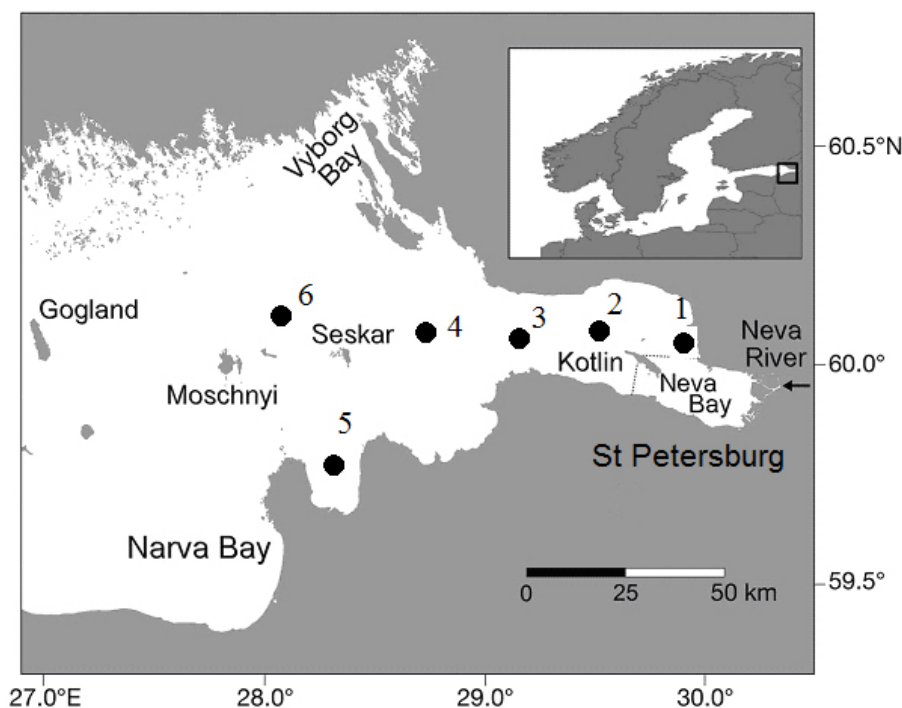 60.5°N
Vyborg
Bay
Gogland
6
Seskar
4
3
2
1
Neva
River
60.0°
Kotlin
Moschnyi
Neva
Bay
5
St Petersburg
Narva Bay
59.5°
0
25
50 km
27.0°E
28.0°
29.0°
30.0°